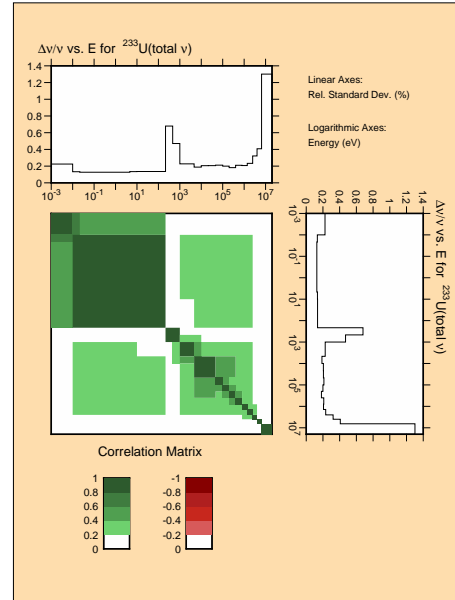 Δν/ν vs. E for ²³³U(total ν)
1.4
1.2
1
0.8
0.6
0.4
0.2
0
10⁻³ 10⁻¹ 10¹ 10³ 10⁵ 10⁷
Linear Axes:
Rel. Standard Dev. (%)
Logarithmic Axes:
Energy (eV)
0 0.2 0.4 0.6 0.8 1 1.2 1.4
10⁻³
10⁻¹
10¹
10³
10⁵
10⁷
Δν/ν vs. E for ²³³U(total ν)
Correlation Matrix
1
0.8
0.6
0.4
0.2
0
-1
-0.8
-0.6
-0.4
-0.2
0